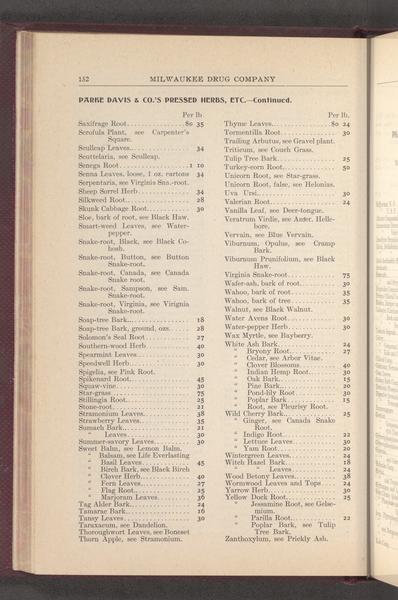 152 MILWAUKEE DRUG COMPANY
PARKE DAVIS & CO.'S PRESSED HERBS, ETC.—Continued.
Per lb.
Saxifrage Root $0 35
Scrofula Plant, see Carpenter's
Square.
Scullcap Leaves 34
Scuttelaria, see Scullcap.
Senega Root 1 10
Senna Leaves, loose, 1 oz. cartons 34
Serpentaria, see Virginia Sna.-root.
Sheep Sorrel Herb 34
Silkweed Root 28
Skunk Cabbage Root 30
Sloe, bark of root, see Black Haw.
Smart-weed Leaves, see Water-
pepper.
Snake-root, Black, see Black Co-
hosh.
Snake-root, Button, see Button
Snake-root.
Snake-root, Canada, see Canada
Snake root.
Snake-root, Sampson, see Sam.
Snake-root.
Snake-root, Virginia, see Virignia
Snake-root.
Soap-tree Bark 18
Soap-tree Bark, ground, ozs. 28
Solomon's Seal Root 27
Southern-wood Herb 40
Spearmint Leaves 30
Speedwell Herb 30
Spigelia, see Pink Root.
Spikenard Root 45
Squaw-vine 30
Star-grass 75
Stillingia Root 25
Stone-root 21
Stramonium Leaves 38
Strawberry Leaves 35
Sumach Bark 21
" Leaves 30
Summer-savory Leaves 30
Sweet Balm, see Lemon Balm.
" Balsam, see Life Everlasting
" Basil Leaves 45
" Birch Bark, see Black Birch
" Clover Herb 40
" Fern Leaves 27
" Flag Root 25
" Marjoram Leaves 36
Tag Alder Bark 24
Tamarac Bark 16
Tansy Leaves 30
Taraxacum, see Dandelion.
Thoroughwort Leaves, see Boneset
Thorn Apple, see Stramonium.
Per lb.
Thyme Leaves $0 24
Tormentilla Root 30
Trailing Arbutus, see Gravel plant.
Triticum, see Couch Grass.
Tulip Tree Bark 25
Turkey-corn Root 50
Unicorn Root, see Star-grass.
Unicorn Root, false, see Helonias.
Uva Ursi 30
Valerian Root 24
Vanilla Leaf, see Deer-tongue.
Veratrum Virdie, see Amer. Helle-
bore.
Vervain, see Blue Vervain.
Viburnum, Opulus, see Cramp
Bark.
Viburnum Prunifolium, see Black
Haw.
Virginia Snake-root 75
Wafer-ash, bark of root 30
Wahoo, bark of root 35
Wahoo, bark of tree 35
Walnut, see Black Walnut.
Water Avens Root 30
Water-pepper Herb 30
Wax Myrtle, see Bayberry.
White Ash Bark 24
" Bryony Root 27
" Cedar, see Arbor Vitae.
" Clover Blossoms 40
" Indian Hemp Root 30
" Oak Bark 15
" Pine Bark 20
" Pond-lily Root 30
" Poplar Bark 15
" Root, see Pleurisy Root.
Wild Cherry Bark 25
" Ginger, see Canada Snake
Root.
" Indigo Root 22
" Lettuce Leaves 30
" Yam Root 20
Wintergreen Leaves 24
Witch Hazel Bark 18
" " Leaves 24
Wood Betony Leaves 38
Wormwood Leaves and Tops 24
Yarrow Herb 30
Yellow Dock Root 25
" Jessamine Root, see Gelse-
mium.
" Parilla Root 22
" Poplar Bark, see Tulip
Tree Bark.
Zanthoxylum, see Prickly Ash.